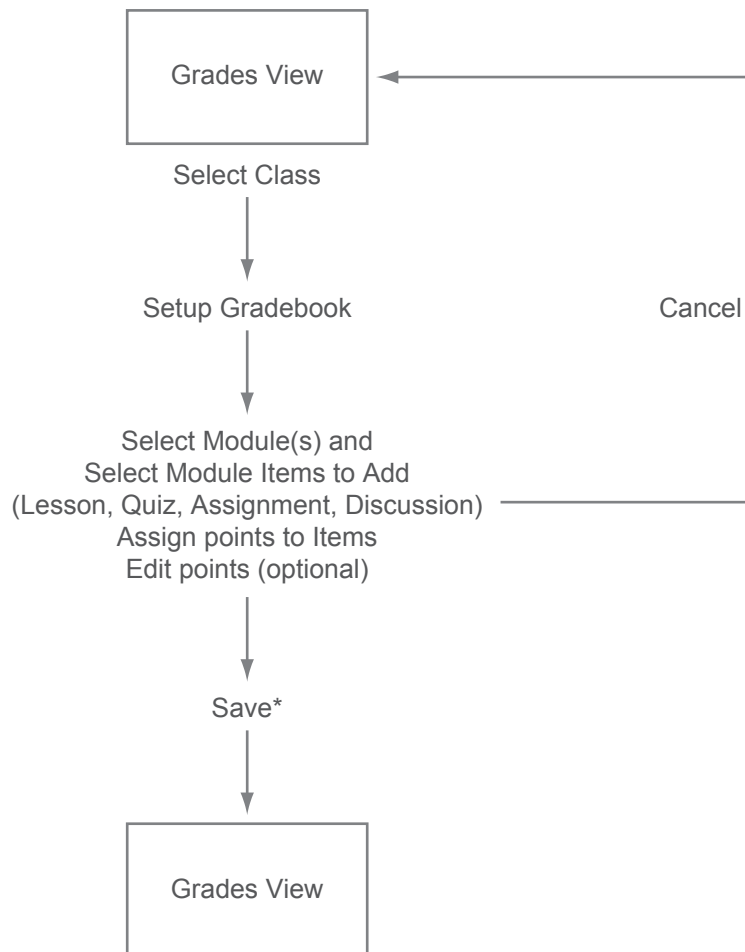 Grades View
Select Class
Setup Gradebook
Cancel
Select Module(s) and
Select Module Items to Add
(Lesson, Quiz, Assignment, Discussion)
Assign points to Items
Edit points (optional)
Save*
Grades View